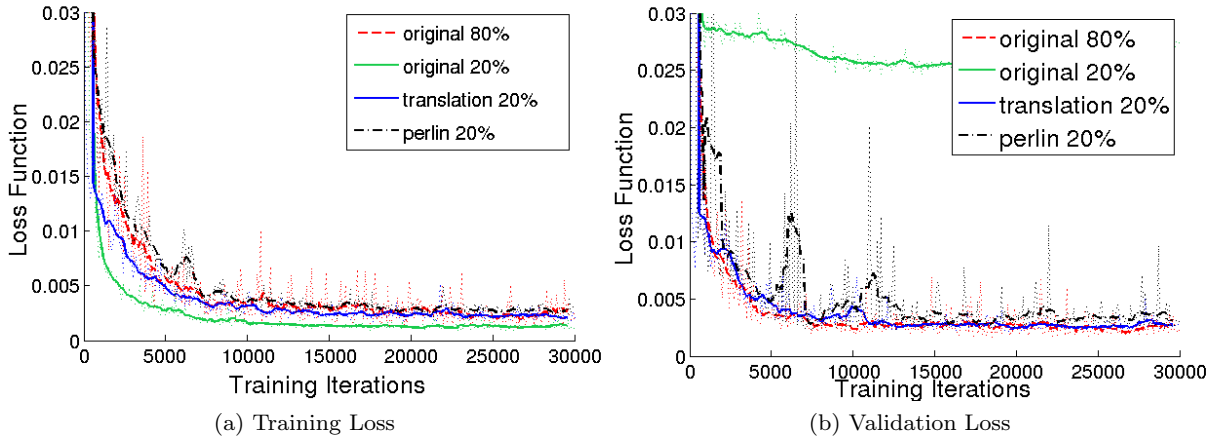 0.03
0.025
0.02
0.015
0.01
0.005
0
Loss Function
0 5000 10000 15000 20000 25000 30000
Training Iterations
original 80%
original 20%
translation 20%
perlin 20%
(a) Training Loss
0.03
0.025
0.02
0.015
0.01
0.005
0
Loss Function
0 5000 10000 15000 20000 25000 30000
Training Iterations
original 80%
original 20%
translation 20%
perlin 20%
(b) Validation Loss